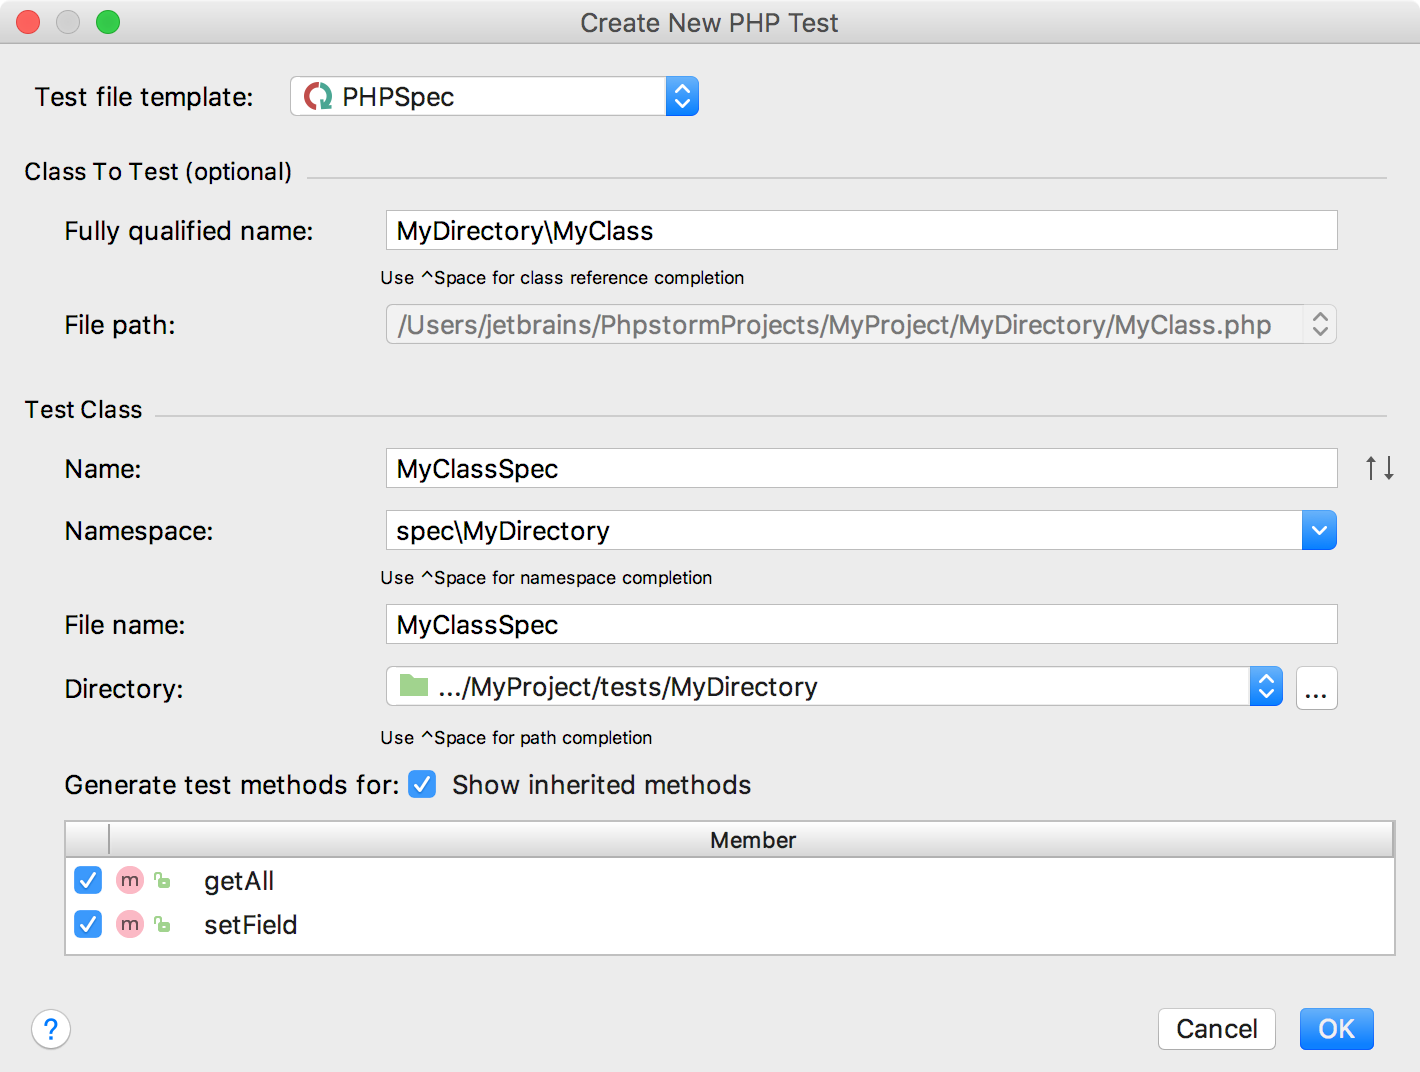 Create New PHP Test
Test file template: PHPSpec
Class To Test (optional)
Fully qualified name: MyDirectory\MyClass
Use ^Space for class reference completion
File path: /Users/jetbrains/PhpstormProjects/MyProject/MyDirectory/MyClass.php
Test Class
Name: MyClassSpec
Namespace: spec\MyDirectory
Use ^Space for namespace completion
File name: MyClassSpec
Directory: .../MyProject/tests/MyDirectory ...
Use ^Space for path completion
Generate test methods for: Show inherited methods
Member
m getAll
m setField
? Cancel OK